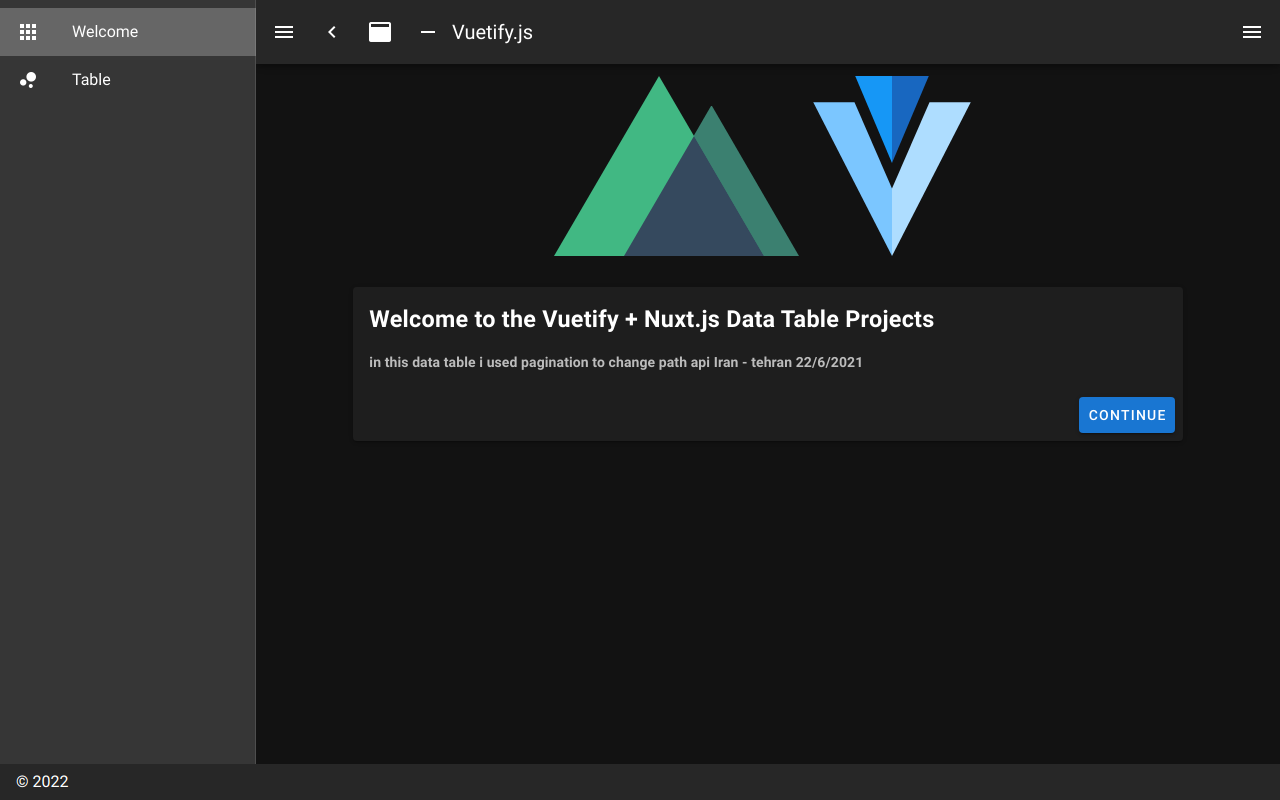 Welcome
Table
Vuetify.js
Welcome to the Vuetify + Nuxt.js Data Table Projects
in this data table i used pagination to change path api Iran - tehran 22/6/2021
CONTINUE
© 2022